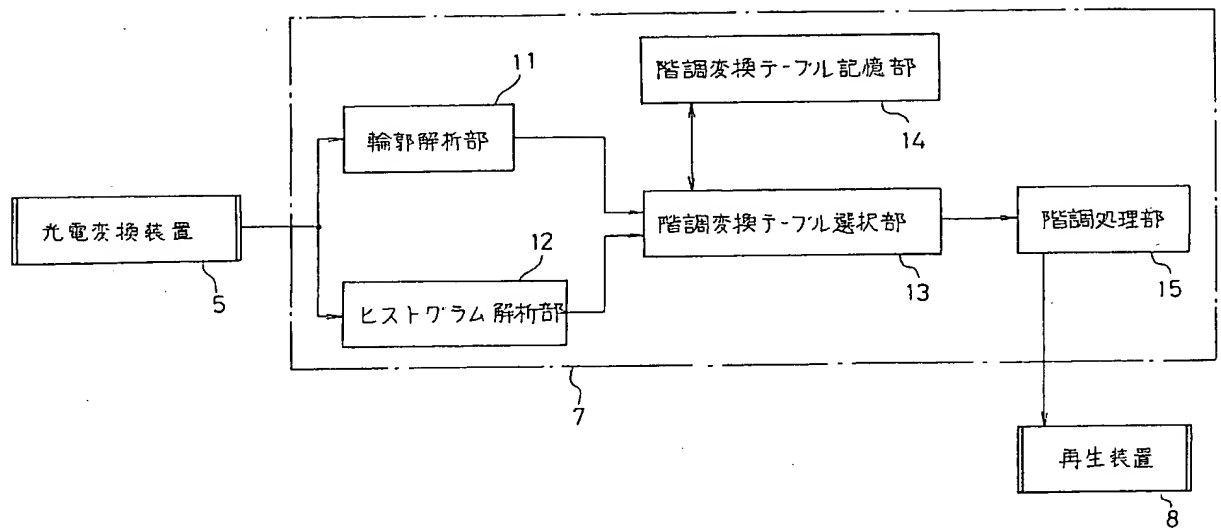 11
階調変換テーブル記憶部
輪郭解析部
14
光電変換装置
階調変換テーブル選択部
階調処理部
5
12
13
15
ヒストグラム解析部
7
再生装置
8